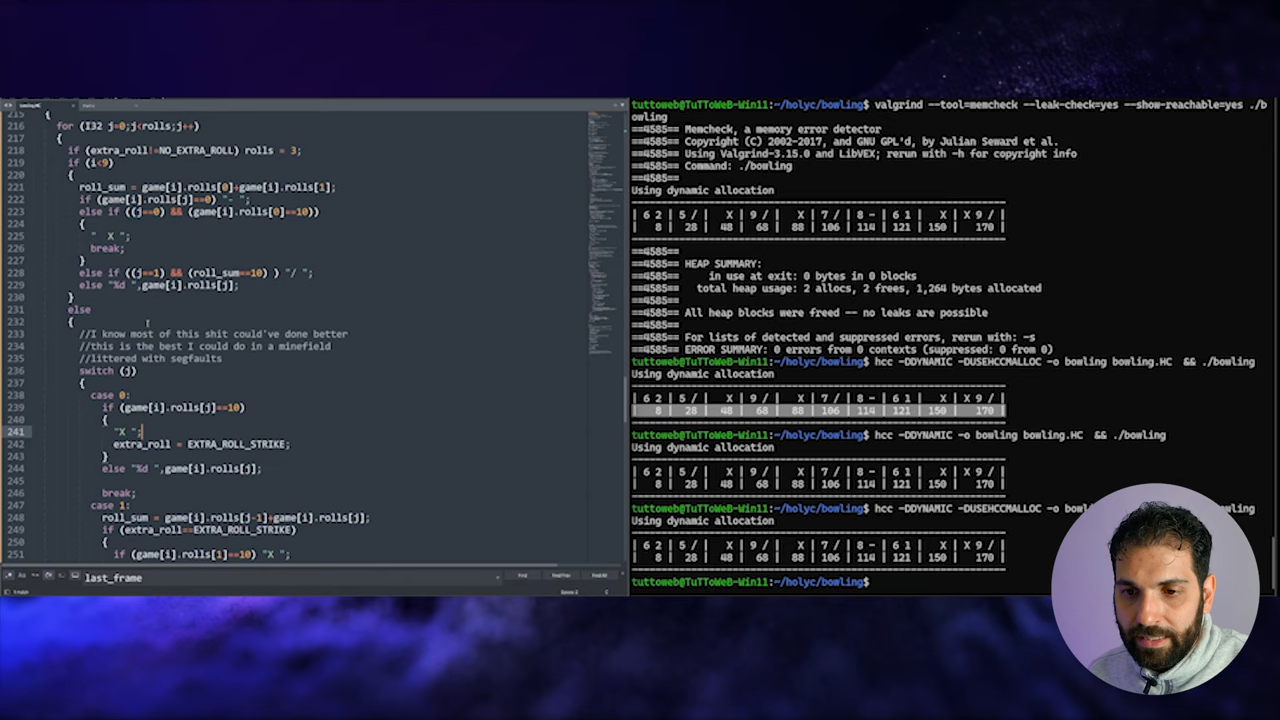 bowling.HC
215 {
216 for (I32 j=0;j<rolls;j++)
217 {
218 if (extra_roll!=NO_EXTRA_ROLL) rolls = 3;
219 if (i<9)
220 {
221 roll_sum = game[i].rolls[0]+game[i].rolls[1];
222 if (game[i].rolls[j]==0) "- ";
223 else if ((j==0) && (game[i].rolls[0]==10))
224 {
225 "  X ";
226 break;
227 }
228 else if ((j==1) && (roll_sum==10) ) "/ ";
229 else "%d ",game[i].rolls[j];
230 }
231 else
232 {
233 //I know most of this shit could've done better
234 //this is the best I could do in a minefield
235 //littered with segfaults
236 switch (j)
237 {
238 case 0:
239 if (game[i].rolls[j]==10)
240 {
241 "X ";
242 extra_roll = EXTRA_ROLL_STRIKE;
243 }
244 else "%d ",game[i].rolls[j];
245
246 break;
247 case 1:
248 roll_sum = game[i].rolls[j-1]+game[i].rolls[j];
249 if (extra_roll==EXTRA_ROLL_STRIKE)
250 {
251 if (game[i].rolls[1]==10) "X ";
last_frame
Find
Find Prev
Find All
tuttoweb@TuTToWeB-Win11:~/holyc/bowling$ valgrind --tool=memcheck --leak-check=yes --show-reachable=yes ./b
owling
==4585== Memcheck, a memory error detector
==4585== Copyright (C) 2002-2017, and GNU GPL'd, by Julian Seward et al.
==4585== Using Valgrind-3.15.0 and LibVEX; rerun with -h for copyright info
==4585== Command: ./bowling
==4585==
Using dynamic allocation
| 6 2 | 5 / |   X | 9 / |   X | 7 / | 8 - | 6 1 |   X | X 9 / |
|   8 |  28 |  48 |  68 |  88 | 106 | 114 | 121 | 150 |   170 |
==4585==
==4585== HEAP SUMMARY:
==4585==     in use at exit: 0 bytes in 0 blocks
==4585==   total heap usage: 2 allocs, 2 frees, 1,264 bytes allocated
==4585==
==4585== All heap blocks were freed -- no leaks are possible
==4585==
==4585== For lists of detected and suppressed errors, rerun with: -s
==4585== ERROR SUMMARY: 0 errors from 0 contexts (suppressed: 0 from 0)
tuttoweb@TuTToWeB-Win11:~/holyc/bowling$ hcc -DDYNAMIC -DUSEHCCMALLOC -o bowling bowling.HC  && ./bowling
Using dynamic allocation
| 6 2 | 5 / |   X | 9 / |   X | 7 / | 8 - | 6 1 |   X | X 9 / |
|   8 |  28 |  48 |  68 |  88 | 106 | 114 | 121 | 150 |   170 |
tuttoweb@TuTToWeB-Win11:~/holyc/bowling$ hcc -DDYNAMIC -o bowling bowling.HC  && ./bowling
Using dynamic allocation
| 6 2 | 5 / |   X | 9 / |   X | 7 / | 8 - | 6 1 |   X | X 9 / |
|   8 |  28 |  48 |  68 |  88 | 106 | 114 | 121 | 150 |   170 |
tuttoweb@TuTToWeB-Win11:~/holyc/bowling$ hcc -DDYNAMIC -DUSEHCCMALLOC -o
Using dynamic allocation
| 6 2 | 5 / |   X | 9 / |   X | 7 / | 8 - | 6 1 |   X | X 9 / |
|   8 |  28 |  48 |  68 |  88 | 106 | 114 | 121 | 150 |   170 |
tuttoweb@TuTToWeB-Win11:~/holyc/bowling$